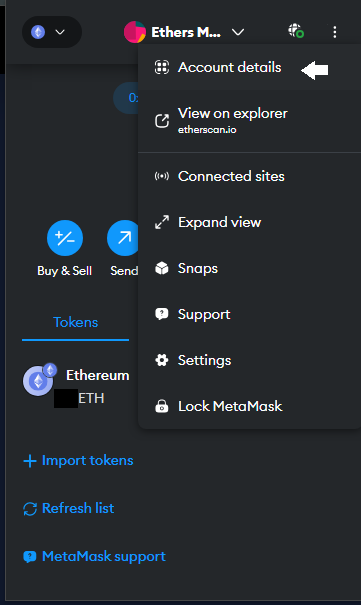 Ethers M...
Account details
View on explorer
etherscan.io
Connected sites
Expand view
Buy & Sell
Send
Snaps
Support
Tokens
Settings
Ethereum
ETH
Lock MetaMask
Import tokens
Refresh list
MetaMask support